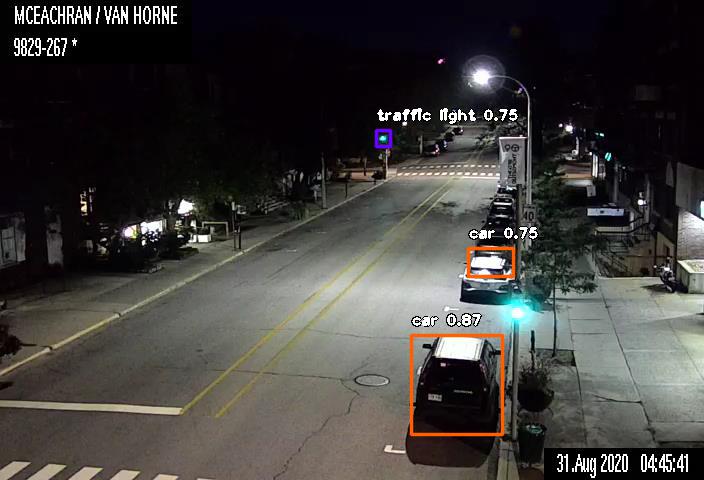 MCEACHRAN / VAN HORNE
9829-267 *
traffic light 0.75
40
car 0.75
car 0.87
31.Aug 2020 04:45:41